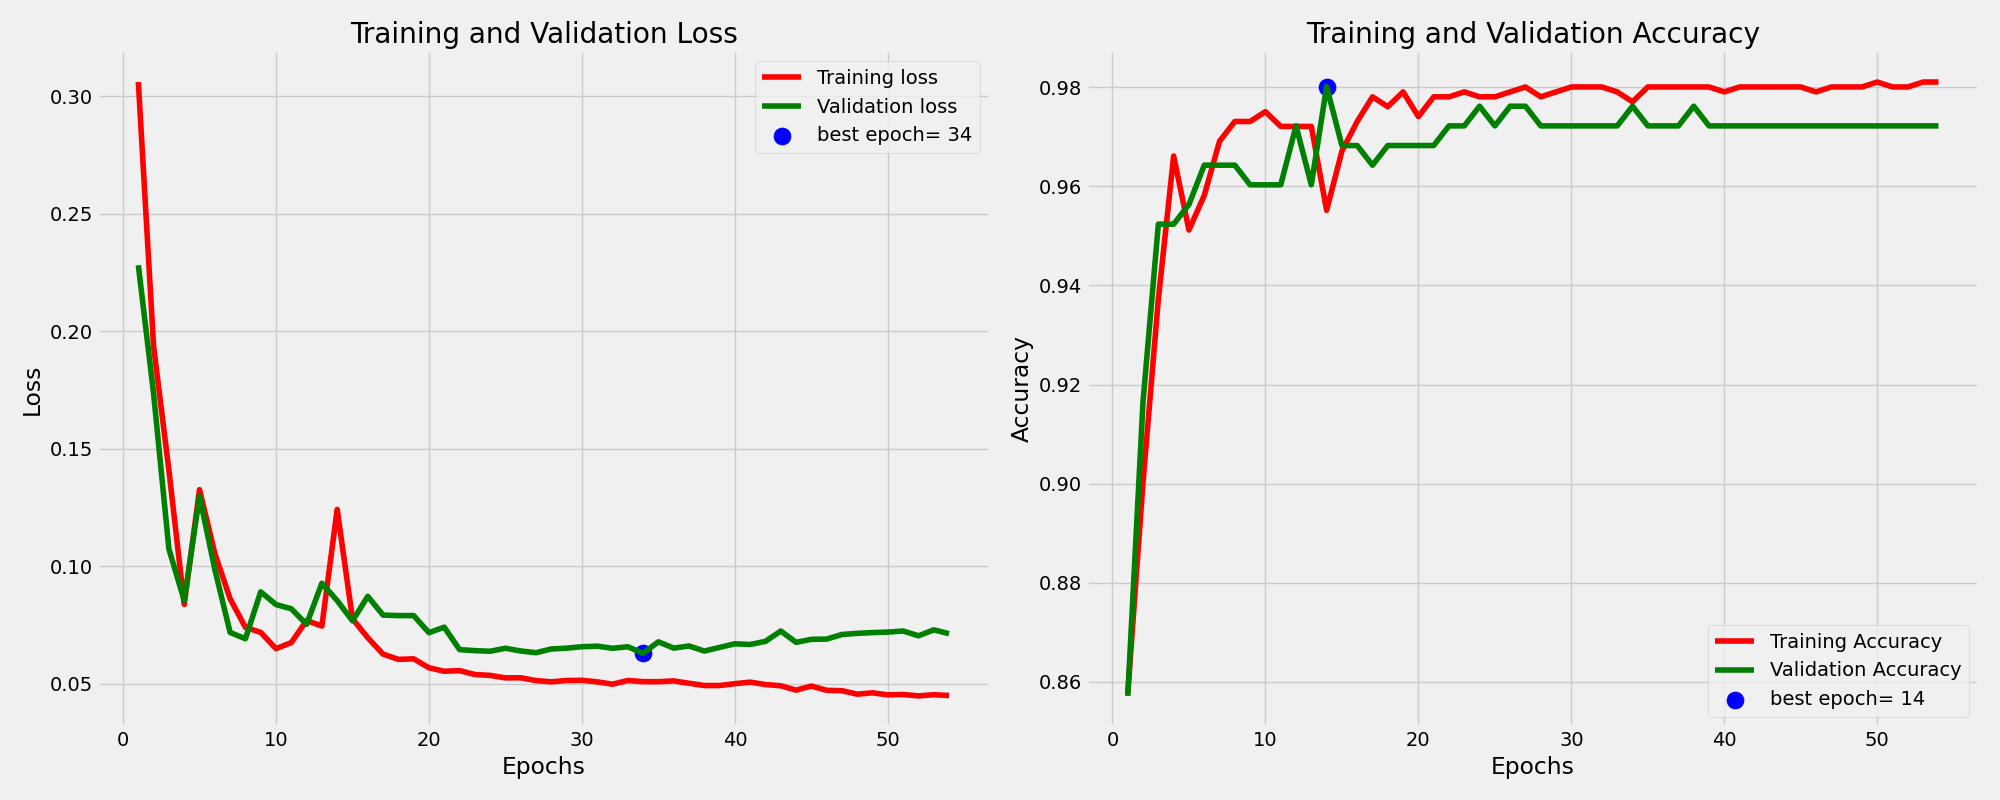 Training and Validation Loss
Training loss
Validation loss
best epoch= 34
0.30
0.25
0.20
0.15
0.10
0.05
Loss
0 10 20 30 40 50
Epochs
Training and Validation Accuracy
0.98
0.96
0.94
0.92
0.90
0.88
0.86
Accuracy
Training Accuracy
Validation Accuracy
best epoch= 14
0 10 20 30 40 50
Epochs